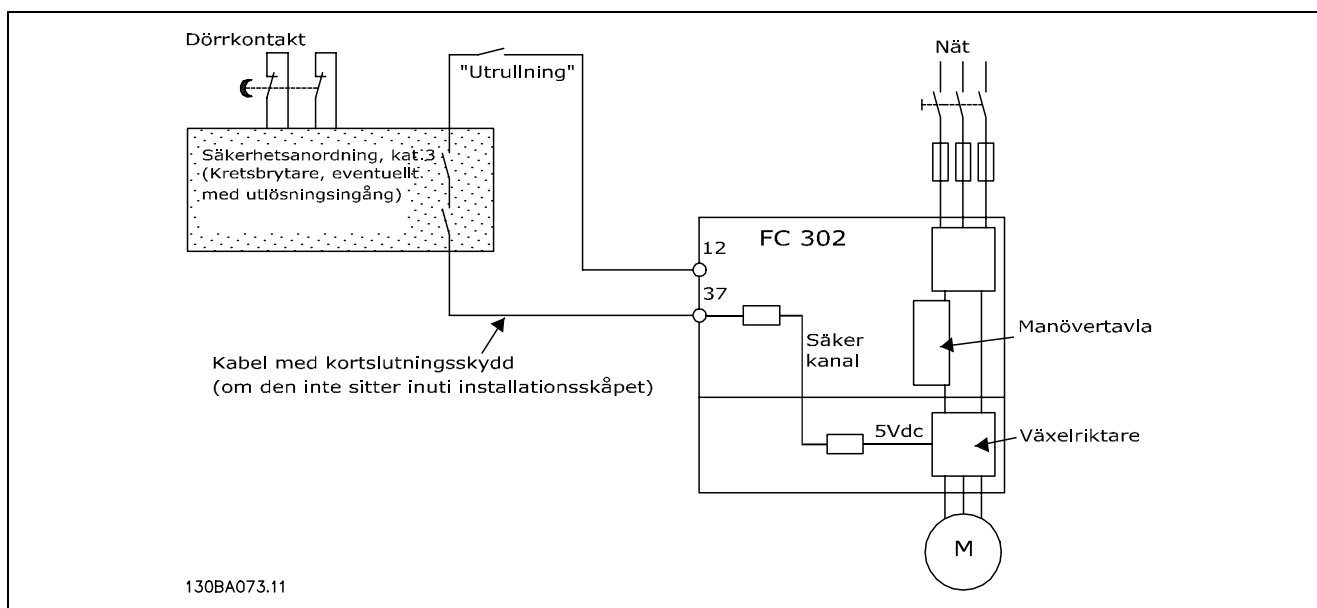 Dörrkontakt
"Utrullning"
Nät
Säkerhetsanordning, kat.3
(Kretsbrytare, eventuellt.
med utlösningsingång)
12
FC 302
37
Säker
kanal
Manövertavla
Kabel med kortslutningsskydd
(om den inte sitter inuti installationsskåpet)
5Vdc
Växelriktare
M
130BA073.11